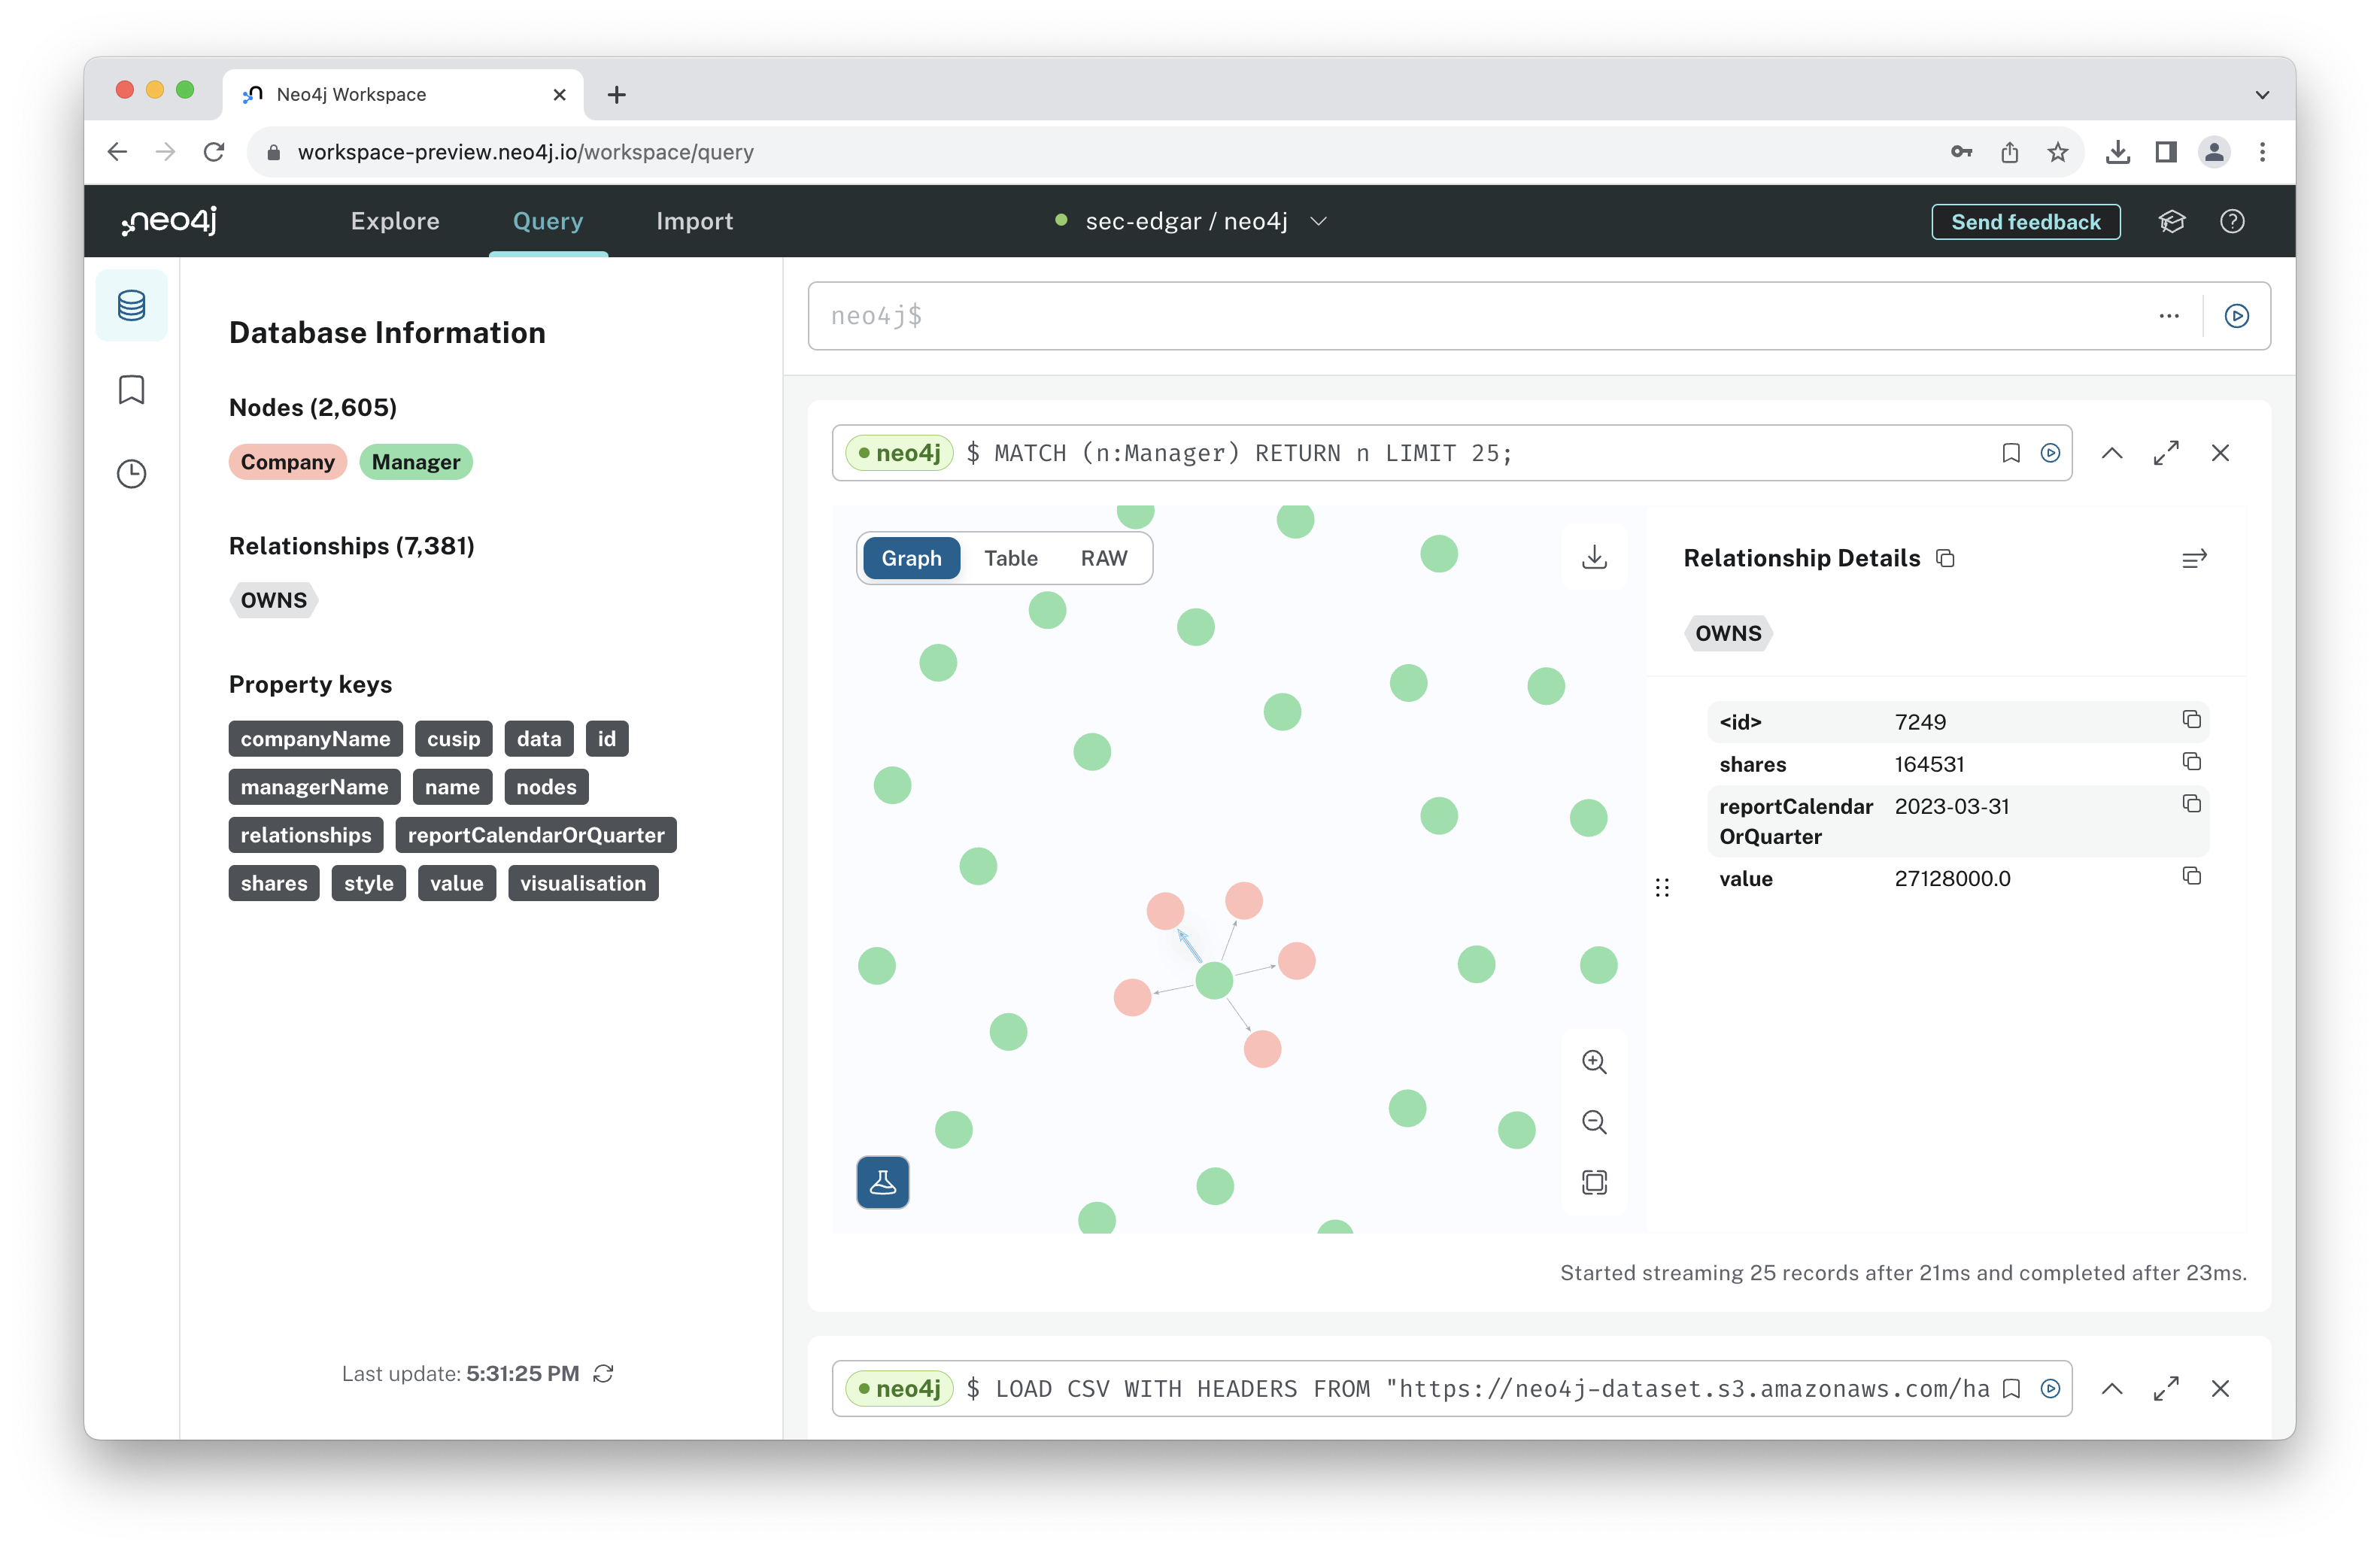 Neo4j Workspace
workspace-preview.neo4j.io/workspace/query
neo4j
Explore
Query
Import
sec-edgar / neo4j
Send feedback
Database Information
Nodes (2,605)
Company Manager
Relationships (7,381)
OWNS
Property keys
companyName cusip data id
managerName name nodes
relationships reportCalendarOrQuarter
shares style value visualisation
Last update: 5:31:25 PM
neo4j$
neo4j $ MATCH (n:Manager) RETURN n LIMIT 25;
Graph Table RAW
Relationship Details
OWNS
<id> 7249
shares 164531
reportCalendar 2023-03-31
OrQuarter
value 27128000.0
Started streaming 25 records after 21ms and completed after 23ms.
neo4j $ LOAD CSV WITH HEADERS FROM "https://neo4j-dataset.s3.amazonaws.com/ha